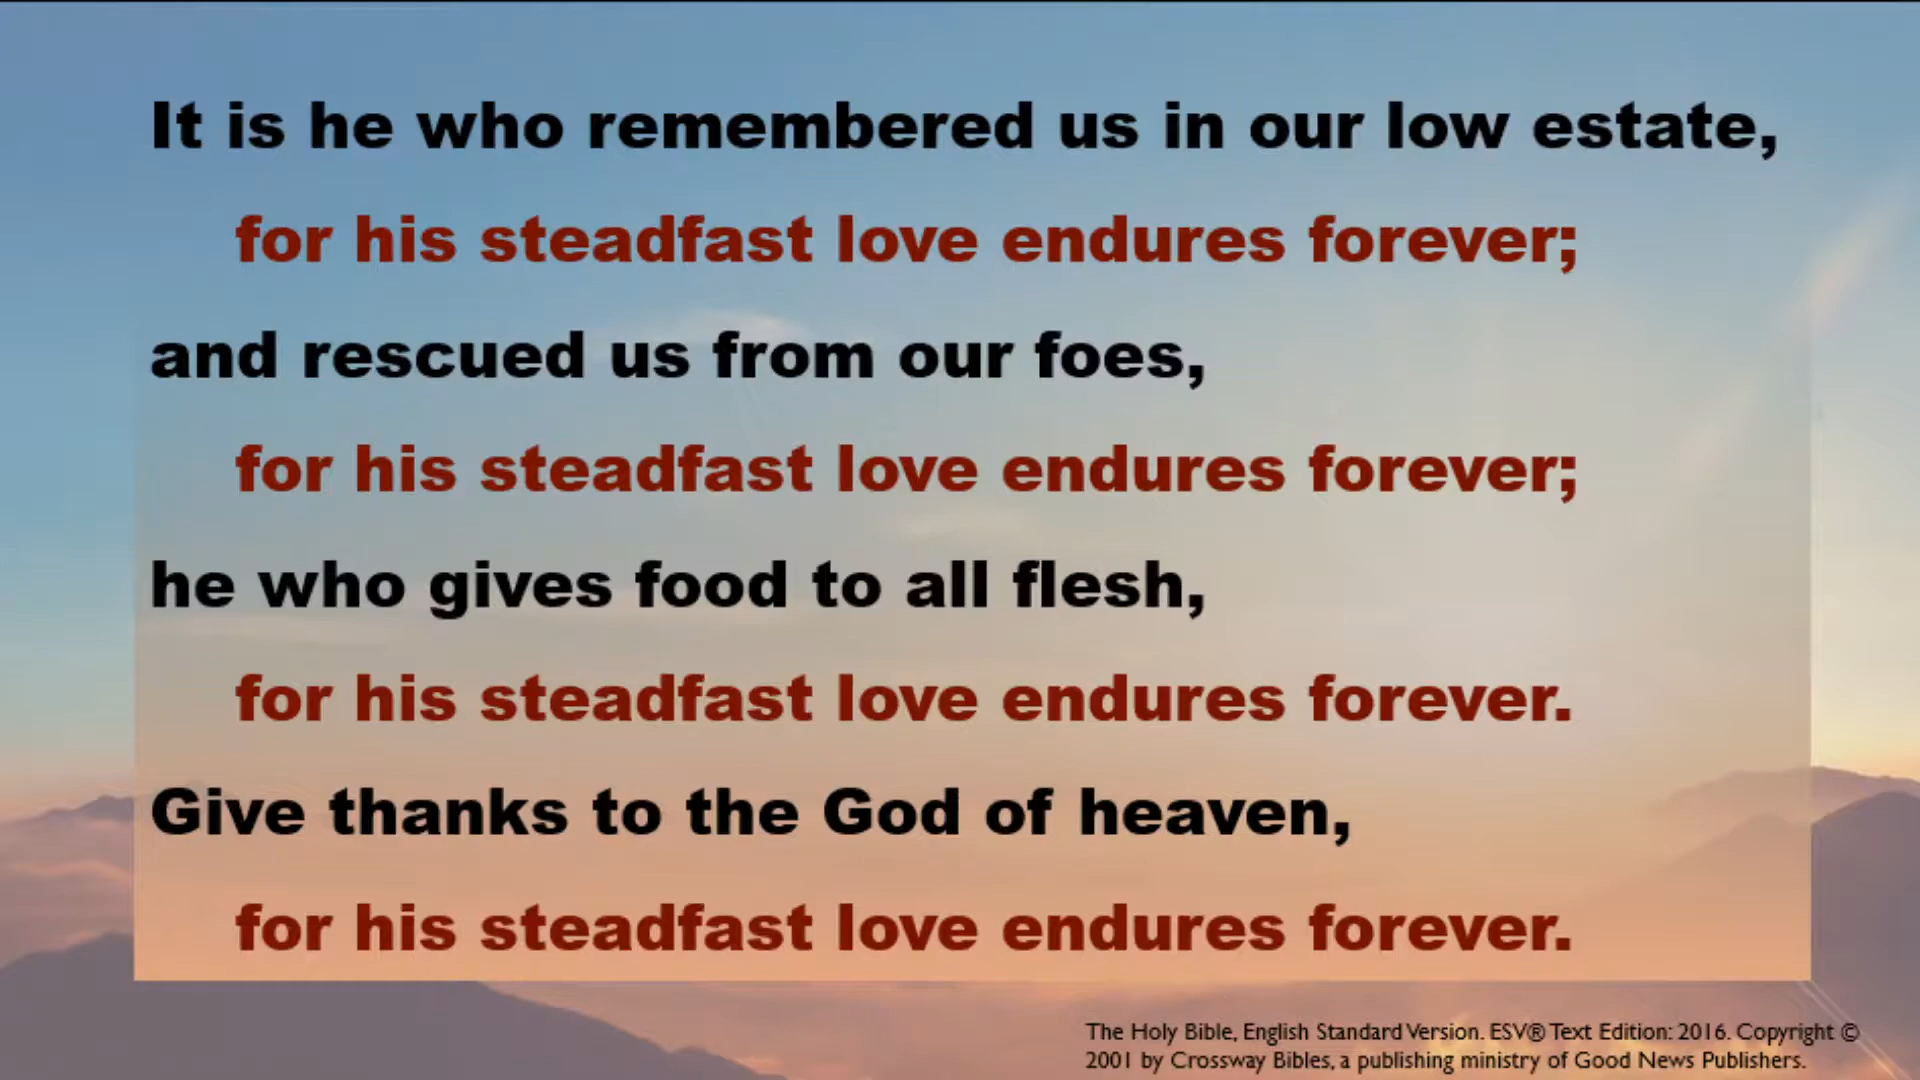 It is he who remembered us in our low estate,
for his steadfast love endures forever;
and rescued us from our foes,
for his steadfast love endures forever;
he who gives food to all flesh,
for his steadfast love endures forever.
Give thanks to the God of heaven,
for his steadfast love endures forever.
The Holy Bible, English Standard Version. ESV® Text Edition: 2016. Copyright ©
2001 by Crossway Bibles, a publishing ministry of Good News Publishers.